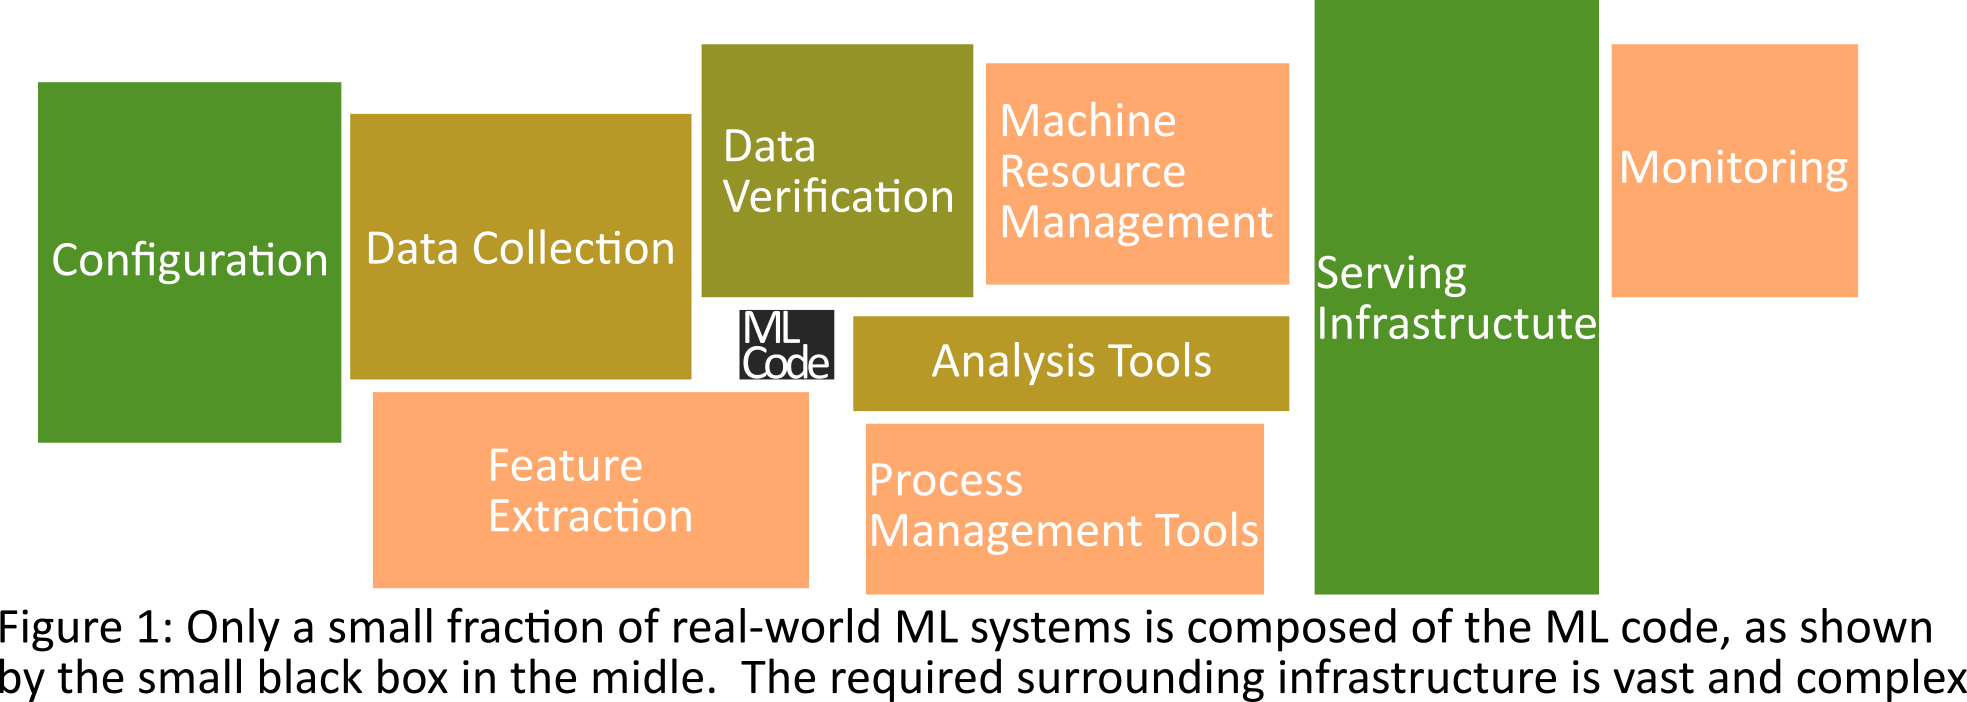 Configuration
Data Collection
Data
Verification
Machine
Resource
Management
Monitoring
Serving
Infrastructute
ML
Code
Analysis Tools
Feature
Extraction
Process
Management Tools
Figure 1: Only a small fraction of real-world ML systems is composed of the ML code, as shown
by the small black box in the midle.  The required surrounding infrastructure is vast and complex